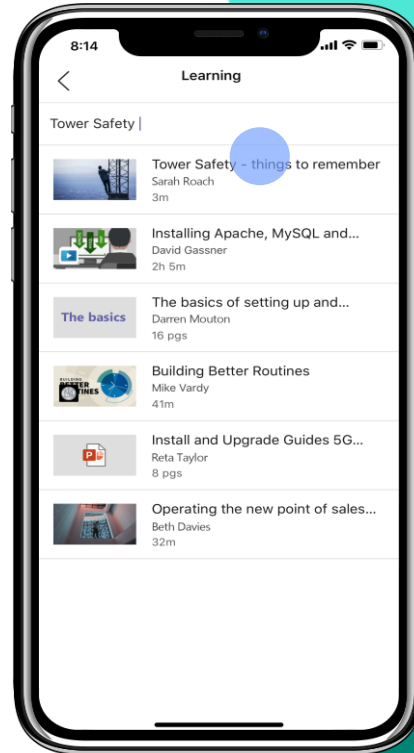 8:14
Learning
Tower Safety
Tower Safety - things to remember
Sarah Roach
3m
Installing Apache, MySQL and...
David Gassner
2h 5m
The basics
The basics of setting up and...
Darren Mouton
16 pgs
BUILDING
Building Better Routines
Mike Vardy
41m
P
Install and Upgrade Guides 5G...
Reta Taylor
8 pgs
Operating the new point of sales...
Beth Davies
32m